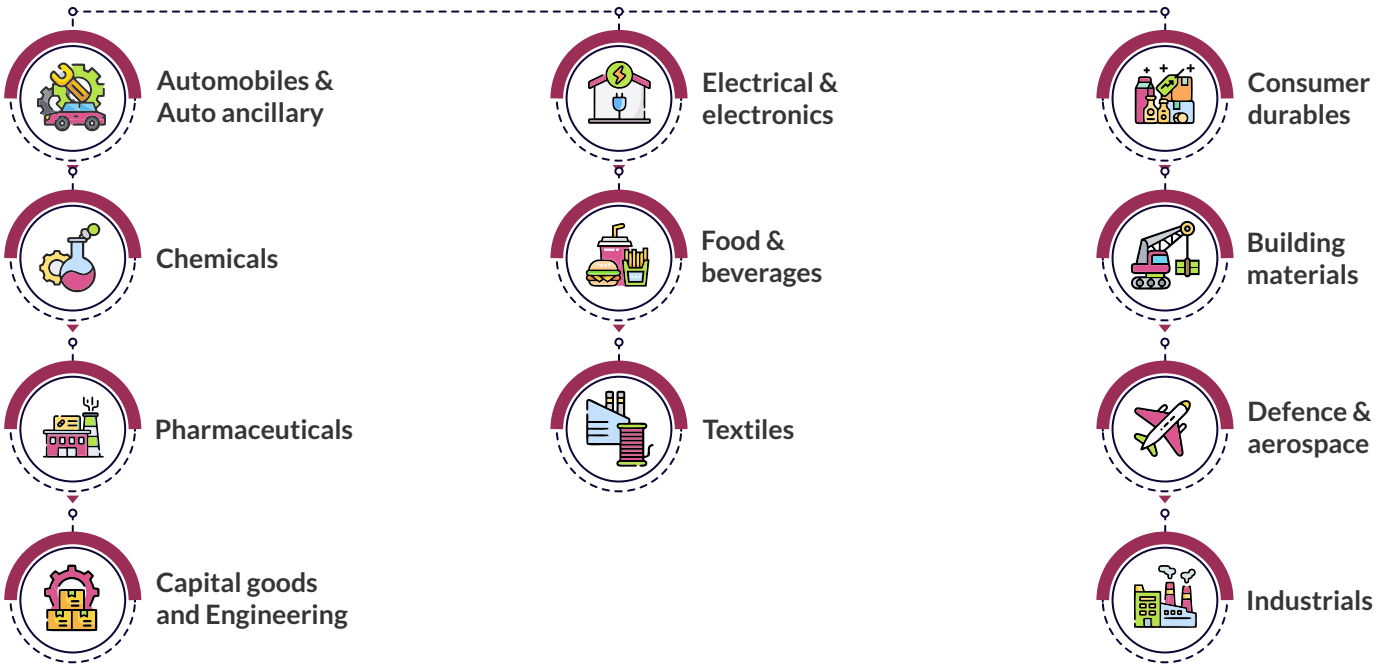 Automobiles &
Auto ancillary
Chemicals
Pharmaceuticals
Capital goods
and Engineering
Electrical &
electronics
Food &
beverages
Textiles
Consumer
durables
Building
materials
Defence &
aerospace
Industrials